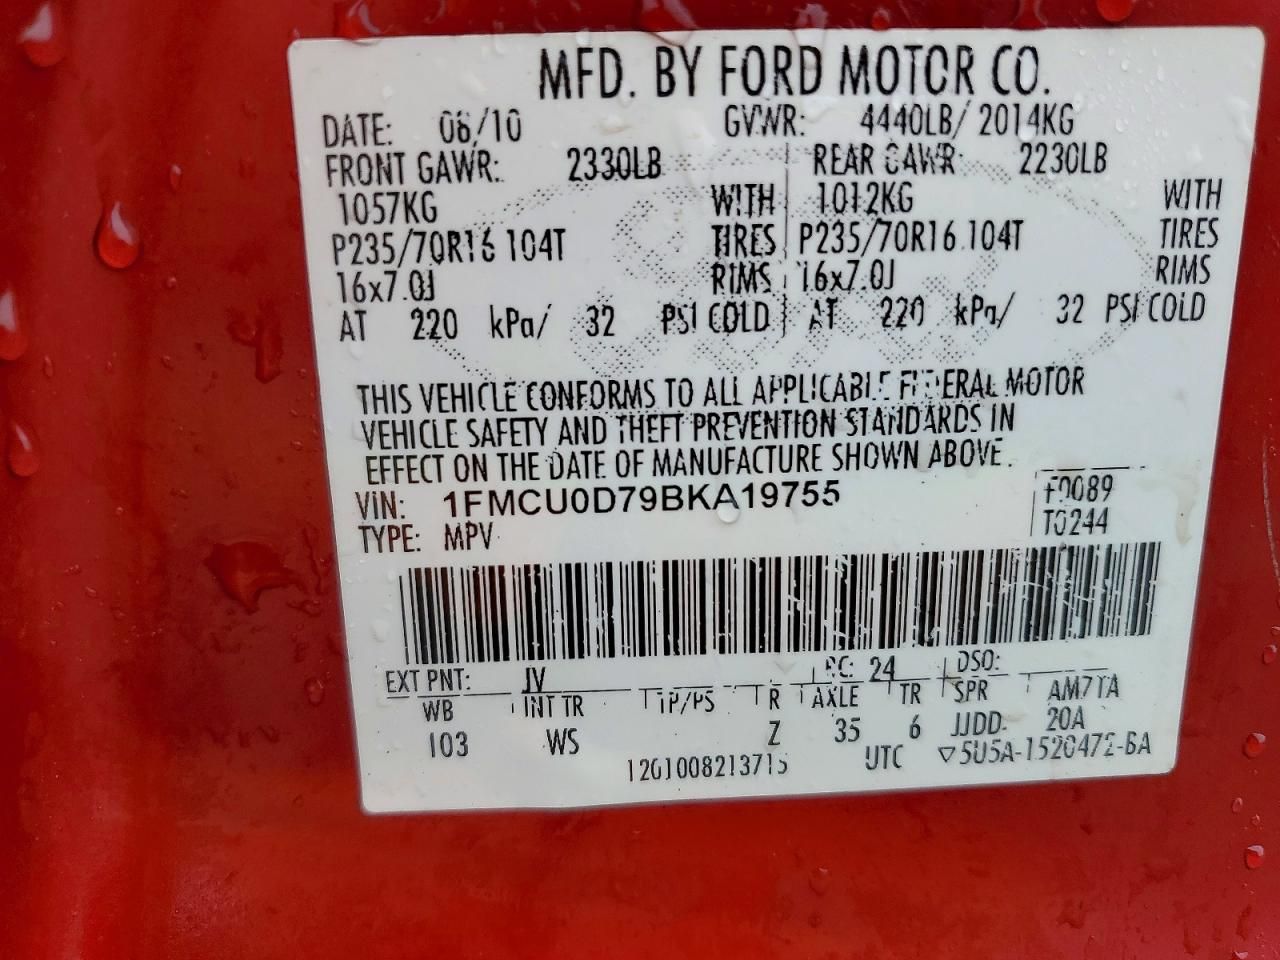 MFD. BY FORD MOTOR CO.
DATE: 08/10 GVWR: 4440LB/ 2014KG
FRONT GAWR: 2330LB REAR GAWR: 2230LB
1057KG WITH 1012KG WITH
P235/70R16 104T TIRES P235/70R16 104T TIRES
16x7.0J RIMS 16x7.0J RIMS
AT 220 kPa/ 32 PSI COLD AT 220 kPa/ 32 PSI COLD
THIS VEHICLE CONFORMS TO ALL APPLICABLE FEDERAL MOTOR
VEHICLE SAFETY AND THEFT PREVENTION STANDARDS IN
EFFECT ON THE DATE OF MANUFACTURE SHOWN ABOVE.
VIN: 1FMCU0D79BKA19755 F0089
TYPE: MPV T0244
EXT PNT: JV RC: 24 DSO:
WB INT TR TP/PS R AXLE TR SPR AM7TA
103 WS Z 35 6 JJDD 20A
1201008213715 UTC ▽5U5A-1520472-BA